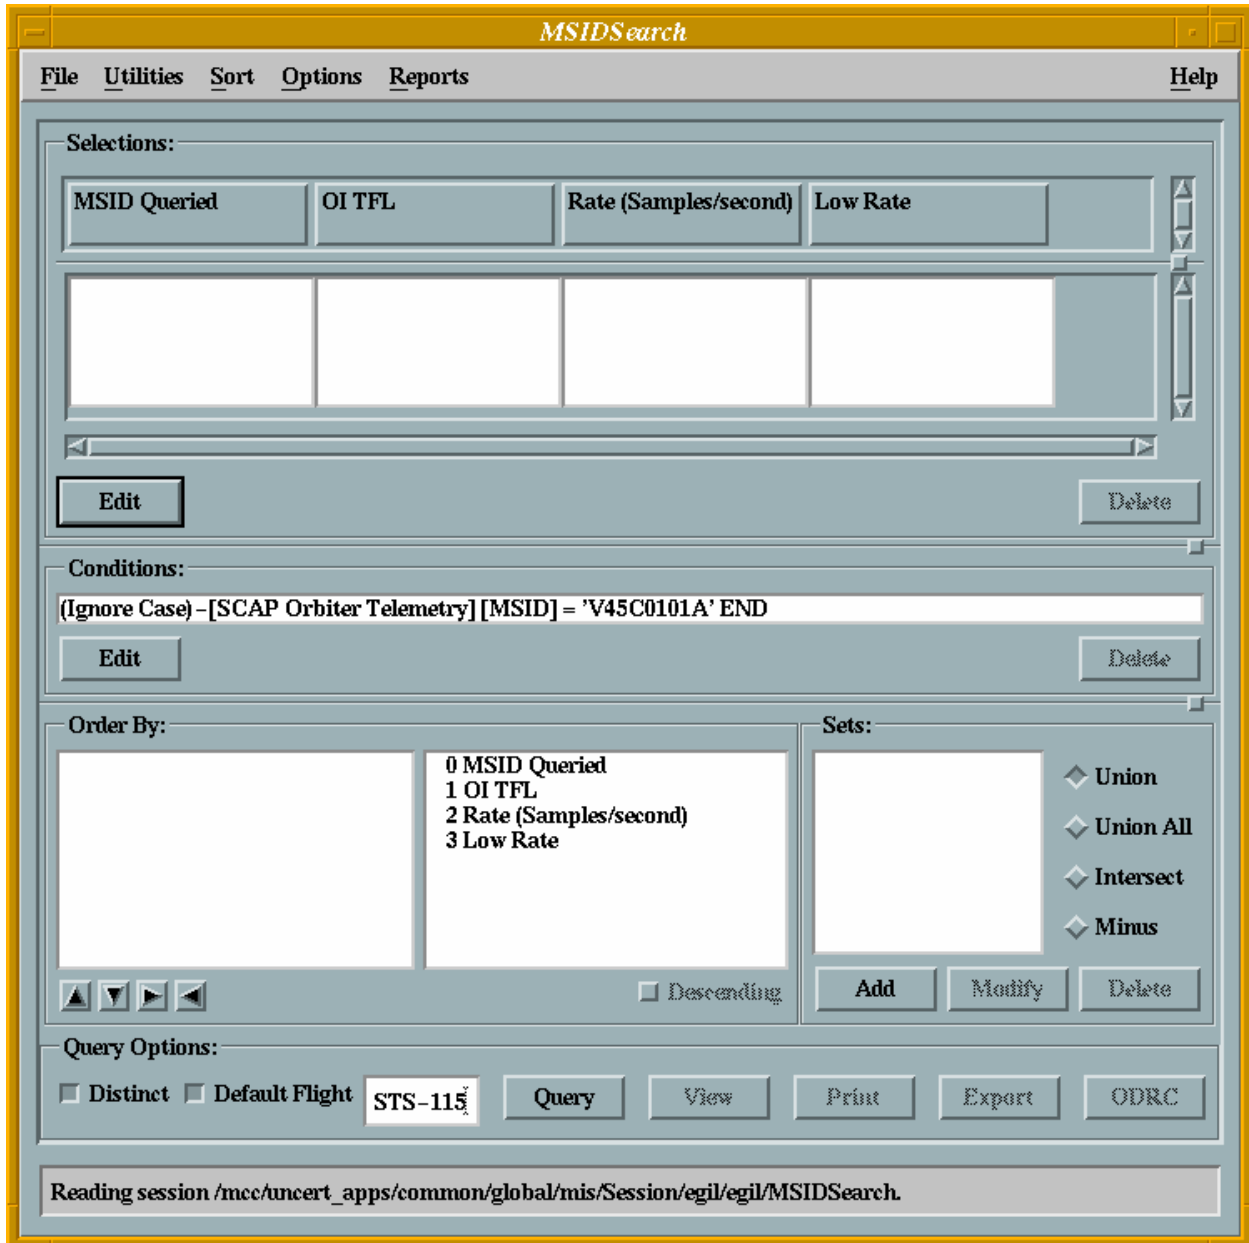 MSIDSearch
File Utilities Sort Options Reports Help
Selections:
MSID Queried OI TFL Rate (Samples/second) Low Rate
Edit Delete
Conditions:
(Ignore Case)-[SCAP Orbiter Telemetry][MSID] = 'V45C0101A' END
Edit Delete
Order By: Sets:
0 MSID Queried
1 OI TFL
2 Rate (Samples/second)
3 Low Rate
Union
Union All
Intersect
Minus
Descending Add Modify Delete
Query Options:
Distinct Default Flight STS-115 Query View Print Export ODRC
Reading session /mcc/uncert_apps/common/global/mis/Session/egil/egil/MSIDSearch.